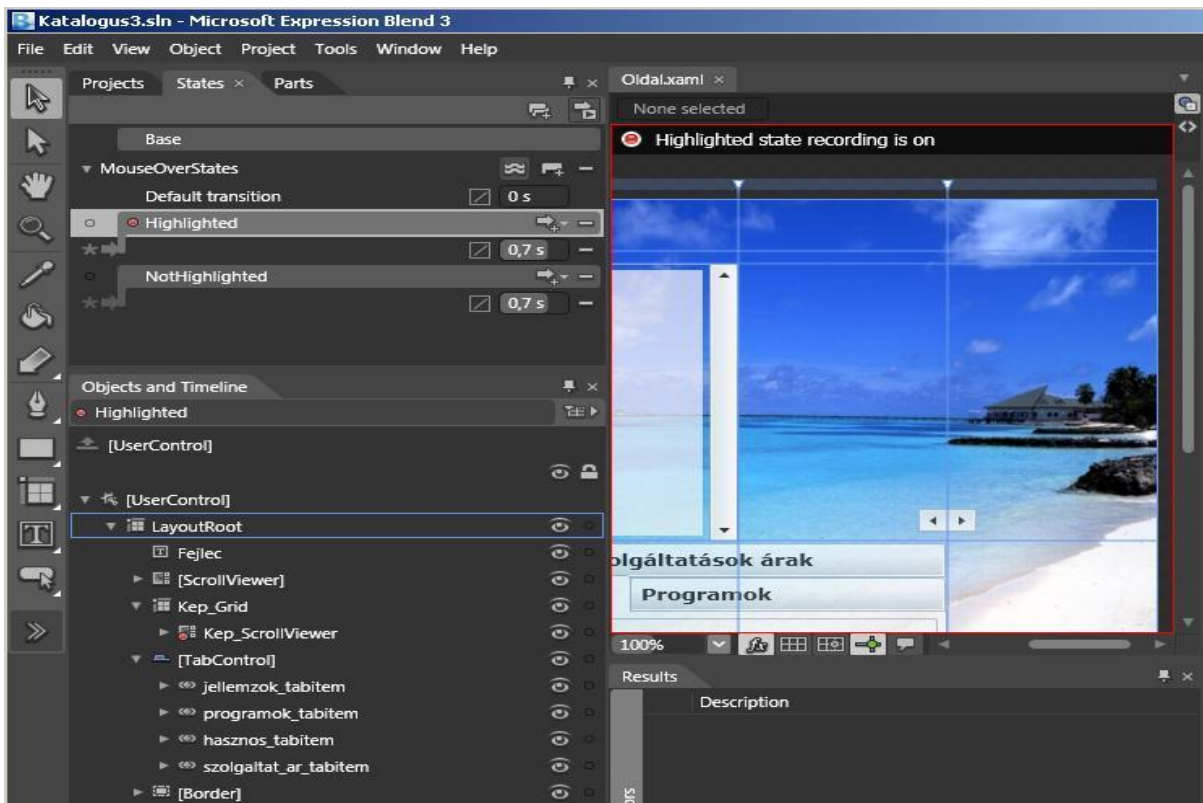 Katalogus3.sln - Microsoft Expression Blend 3
File Edit View Object Project Tools Window Help
Projects States × Parts
Base
MouseOverStates
Default transition 0 s
Highlighted
0,7 s
NotHighlighted
0,7 s
Objects and Timeline
Highlighted
[UserControl]
[UserControl]
LayoutRoot
Fejlec
[ScrollViewer]
Kep_Grid
Kep_ScrollViewer
[TabControl]
jellemzok_tabitem
programok_tabitem
hasznos_tabitem
szolgaltat_ar_tabitem
[Border]
Oldal.xaml ×
None selected
Highlighted state recording is on
olgáltatások árak
Programok
100%
Results
Description
ors